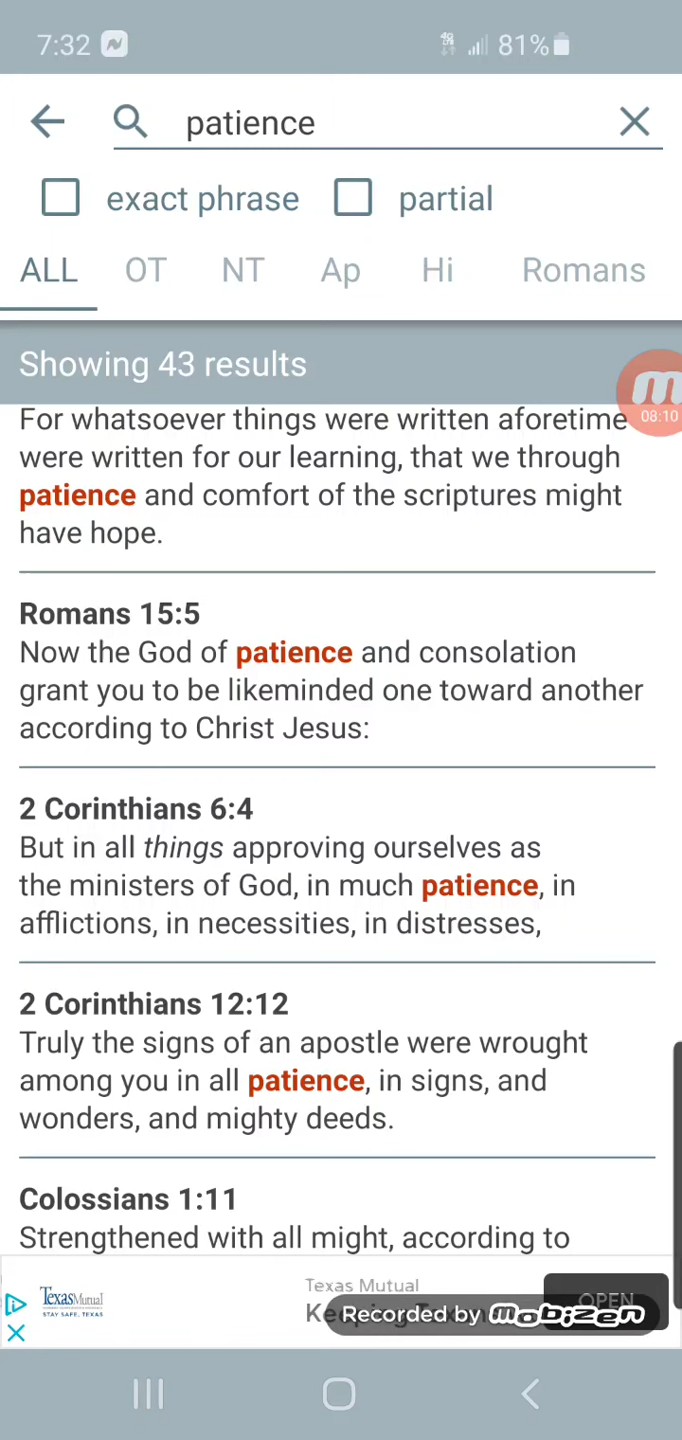 7:32 81%
patience
exact phrase partial
ALL OT NT Ap Hi Romans
Showing 43 results
08:10
For whatsoever things were written aforetime
were written for our learning, that we through
patience and comfort of the scriptures might
have hope.
Romans 15:5
Now the God of patience and consolation
grant you to be likeminded one toward another
according to Christ Jesus:
2 Corinthians 6:4
But in all things approving ourselves as
the ministers of God, in much patience, in
afflictions, in necessities, in distresses,
2 Corinthians 12:12
Truly the signs of an apostle were wrought
among you in all patience, in signs, and
wonders, and mighty deeds.
Colossians 1:11
Strengthened with all might, according to
TexasMutual
STAY SAFE, TEXAS
Texas Mutual
OPEN
Recorded by mobizen